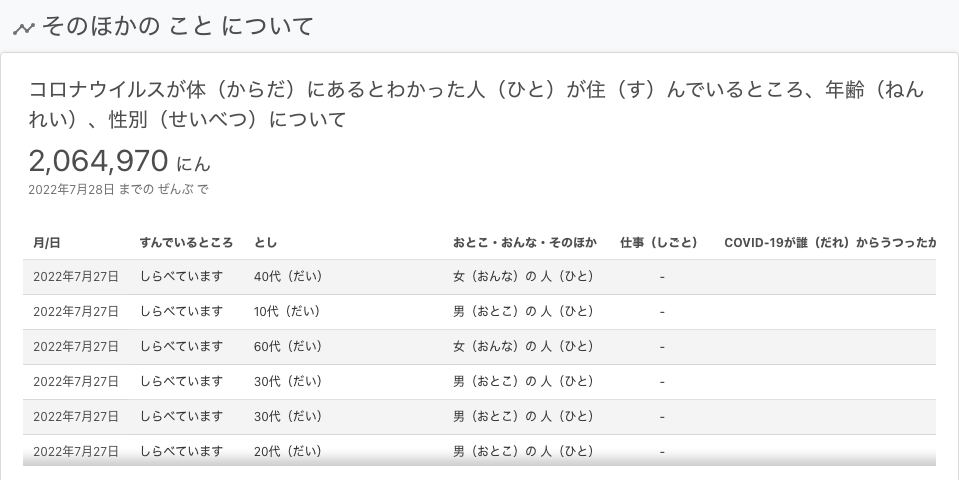 そのほかの こと について
コロナウイルスが体（からだ）にあるとわかった人（ひと）が住（す）んでいるところ、年齢（ねん
れい）、性別（せいべつ）について
2,064,970 にん
2022年7月28日 までの ぜんぶ で
月/日 すんでいるところ とし おとこ・おんな・そのほか 仕事（しごと） COVID-19が誰（だれ）からうつったか
2022年7月27日 しらべています 40代（だい） 女（おんな）の 人（ひと） -
2022年7月27日 しらべています 10代（だい） 男（おとこ）の 人（ひと） -
2022年7月27日 しらべています 60代（だい） 女（おんな）の 人（ひと） -
2022年7月27日 しらべています 30代（だい） 男（おとこ）の 人（ひと） -
2022年7月27日 しらべています 30代（だい） 男（おとこ）の 人（ひと） -
2022年7月27日 しらべています 20代（だい） 男（おとこ）の 人（ひと） -